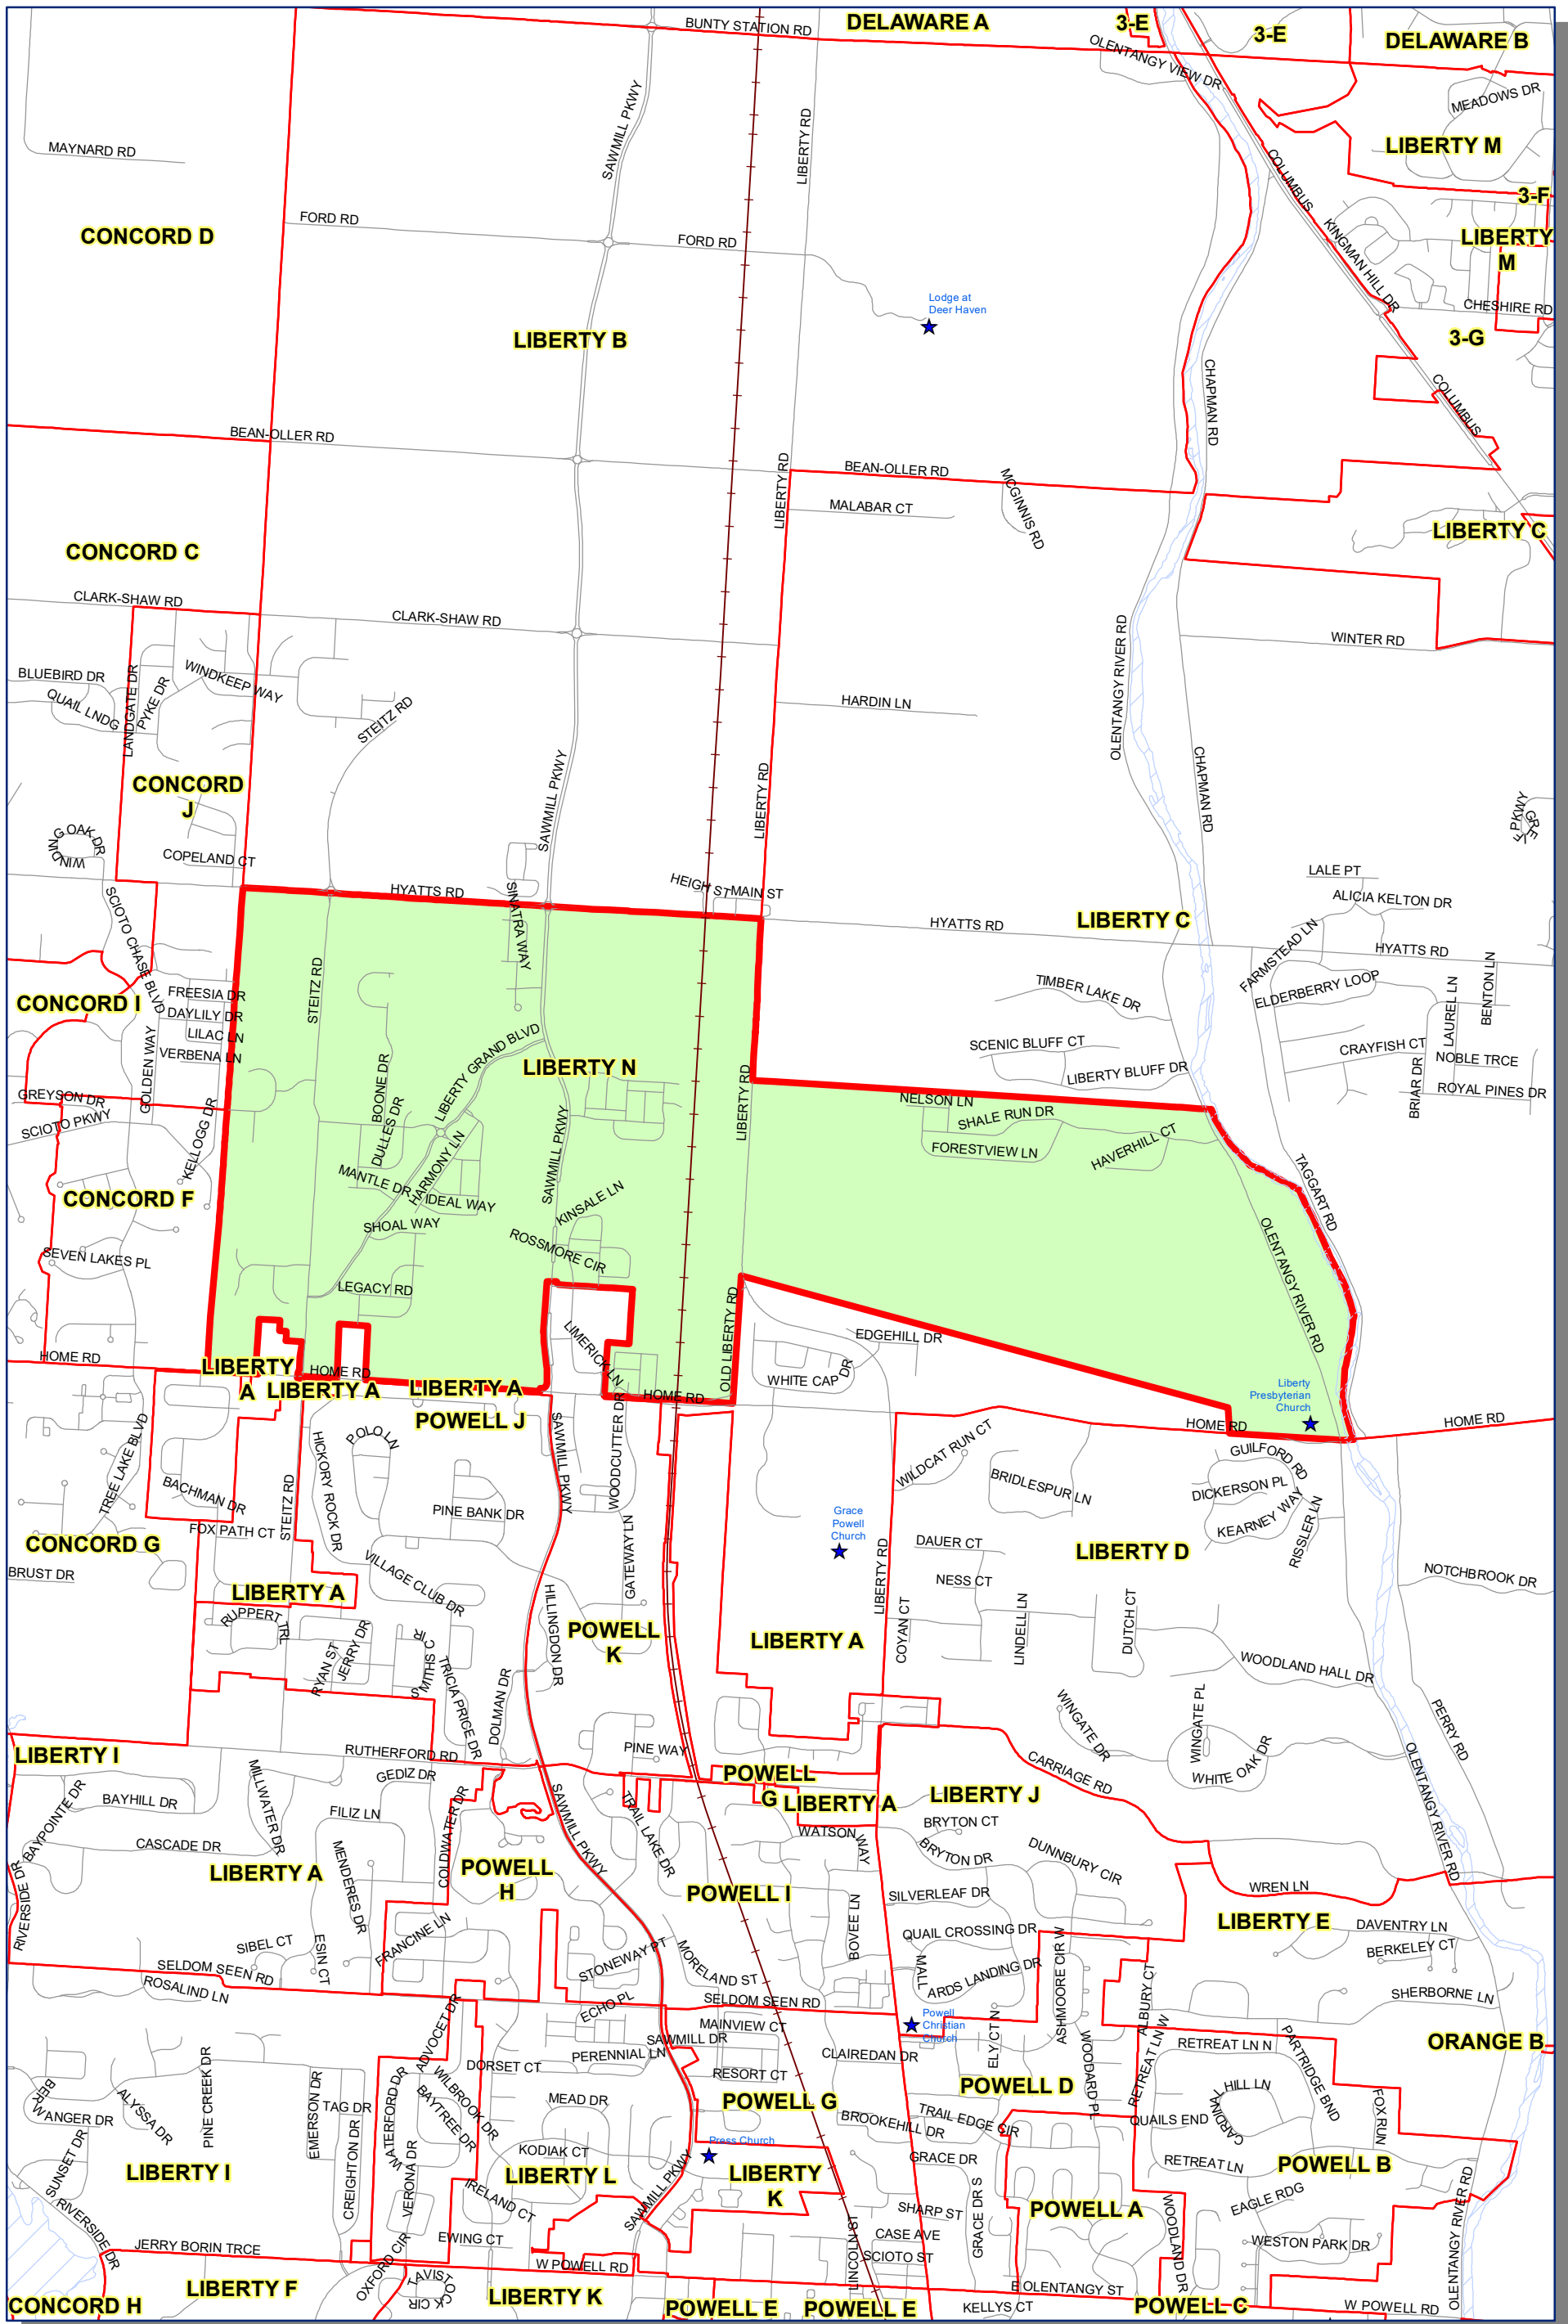 BUNTY STATION RD
DELAWARE A
3-E
3-E
DELAWARE B
OLENTANGY VIEW DR
MEADOWS DR
SAWMILL PKWY
LIBERTY RD
MAYNARD RD
LIBERTY M
COLUMBUS
3-F
CONCORD D
FORD RD
FORD RD
KINGMAN HILL DR
LIBERTY
M
Lodge at
Deer Haven
CHESHIRE RD
LIBERTY B
3-G
CHAPMAN RD
COLUMBUS
BEAN-OLLER RD
LIBERTY RD
BEAN-OLLER RD
MCGINNIS RD
MALABAR CT
LIBERTY C
CONCORD C
CLARK-SHAW RD
CLARK-SHAW RD
OLENTANGY RIVER RD
WINTER RD
BLUEBIRD DR
QUAIL LNDG
LANDGATE DR
PYKE DR
WINDKEEP WAY
STEITZ RD
HARDIN LN
CONCORD
J
SAWMILL PKWY
LIBERTY RD
CHAPMAN RD
WINDING OAK DR
COPELAND CT
GREIF PKWY
LALE PT
HYATTS RD
HEIGH ST
MAIN ST
ALICIA KELTON DR
SCIOTO CHASE BLVD
SINATRA WAY
HYATTS RD
LIBERTY C
HYATTS RD
FARMSTEAD LN
CONCORD I
FREESIA DR
DAYLILY DR
LILAC LN
VERBENA LN
STEITZ RD
TIMBER LAKE DR
ELDERBERRY LOOP
LAUREL LN
BENTON LN
GOLDEN WAY
BOONE DR
LIBERTY GRAND BLVD
LIBERTY N
SCENIC BLUFF CT
LIBERTY BLUFF DR
CRAYFISH CT
NOBLE TRCE
BRIAR DR
ROYAL PINES DR
GREYSON DR
SCIOTO PKWY
KELLOGG DR
DULLES DR
HARMONY LN
SAWMILL PKWY
LIBERTY RD
NELSON LN
SHALE RUN DR
FORESTVIEW LN
HAVERHILL CT
TAGGART RD
CONCORD F
MANTLE DR
IDEAL WAY
KINSALE LN
SHOAL WAY
ROSSMORE CIR
OLENTANGY RIVER RD
SEVEN LAKES PL
LEGACY RD
LIMERICK LN
OLD LIBERTY RD
EDGEHILL DR
HOME RD
LIBERTY
A
HOME RD
LIBERTY A
LIBERTY A
HOME RD
WHITE CAP DR
Liberty
Presbyterian
Church
HOME RD
HOME RD
POWELL J
TREE LAKE BLVD
POLO LN
HICKORY ROCK DR
SAWMILL PKWY
WOODCUTTER DR
WILDCAT RUN CT
BRIDLESPUR LN
GUILFORD RD
DICKERSON PL
KEARNEY WAY
RISSLER LN
BACHMAN DR
STEITZ RD
PINE BANK DR
Grace
Powell
Church
FOX PATH CT
CONCORD G
BRUST DR
VILLAGE CLUB DR
GATEWAY LN
LIBERTY RD
DAUER CT
LIBERTY D
NESS CT
NOTCHBROOK DR
LIBERTY A
RUPPERT TRL
RYAN ST
JERRY DR
SMITHS CIR
TRICIA PRICE DR
DOLMAN DR
HILLINGDON DR
POWELL
K
LIBERTY A
COYAN CT
LINDELL LN
DUTCH CT
WOODLAND HALL DR
WINGATE DR
WINGATE PL
WHITE OAK DR
PERRY RD
LIBERTY I
RUTHERFORD RD
GEDIZ DR
PINE WAY
POWELL
G
LIBERTY A
CARRIAGE RD
LIBERTY J
OLENTANGY RIVER RD
BAYPOINTE DR
BAYHILL DR
MILLWATER DR
FILIZ LN
COLDWATER DR
SAWMILL PKWY
TRAIL LAKE DR
WATSON WAY
BRYTON CT
BRYTON DR
DUNNBURY CIR
CASCADE DR
MENDERES DR
LIBERTY A
POWELL
H
POWELL I
SILVERLEAF DR
WREN LN
RIVERSIDE DR
SIBEL CT
ESIN CT
FRANCINE LN
BOVEE LN
QUAIL CROSSING DR
LIBERTY E
DAVENTRY LN
BERKELEY CT
SELDOM SEEN RD
ROSALIND LN
STONEWAY PT
MORELAND ST
MALLARDS LANDING DR
ASHMOORE CIR W
ALBURY CT
SHERBORNE LN
ECHO PL
SELDOM SEEN RD
Powell
Christian
Church
ADVOCET DR
MAINVIEW CT
SAWMILL DR
PERENNIAL LN
CLAIREDAN DR
ELY CT N
WOODARD PL
RETREAT LN W
RETREAT LN N
PARTRIDGE BND
ORANGE B
DORSET CT
RESORT CT
POWELL D
BERWANGER DR
ALYSSA DR
PINE CREEK DR
EMERSON DR
TAG DR
WATERFORD DR
WILBROOK DR
BAYTREE DR
MEAD DR
POWELL G
BROOKEHILL DR
TRAIL EDGE CIR
QUAILS END
CARDINAL HILL LN
FOX RUN
SUNSET DR
CREIGHTON DR
VERONA DR
KODIAK CT
Press Church
GRACE DR
RETREAT LN
POWELL B
LIBERTY I
LIBERTY L
LIBERTY
K
IRELAND CT
SAWMILL PKWY
GRACE DR S
POWELL A
EAGLE RDG
SHARP ST
WOODLAND DR
RIVERSIDE DR
EWING CT
CASE AVE
LINCOLN ST
SCIOTO ST
WESTON PARK DR
OLENTANGY RIVER RD
JERRY BORIN TRCE
OXFORD CIR
W POWELL RD
LIBERTY F
TAVISTOCK CIR
LIBERTY K
E OLENTANGY ST
CONCORD H
POWELL E
POWELL E
KELLYS CT
POWELL C
W POWELL RD